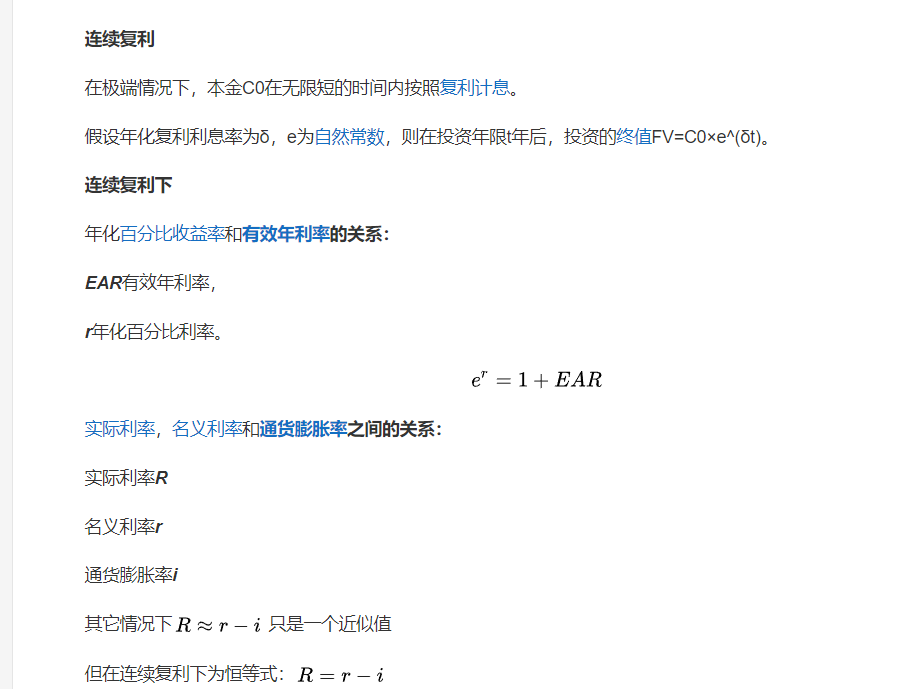 连续复利
在极端情况下，本金C0在无限短的时间内按照复利计息。
假设年化复利利息率为δ，e为自然常数，则在投资年限t年后，投资的终值FV=C0×e^(δt)。
连续复利下
年化百分比收益率和有效年利率的关系：
EAR有效年利率，
r年化百分比利率。
e^r = 1 + EAR
实际利率，名义利率和通货膨胀率之间的关系：
实际利率R
名义利率r
通货膨胀率i
其它情况下 R ≈ r − i 只是一个近似值
但在连续复利下为恒等式： R = r − i